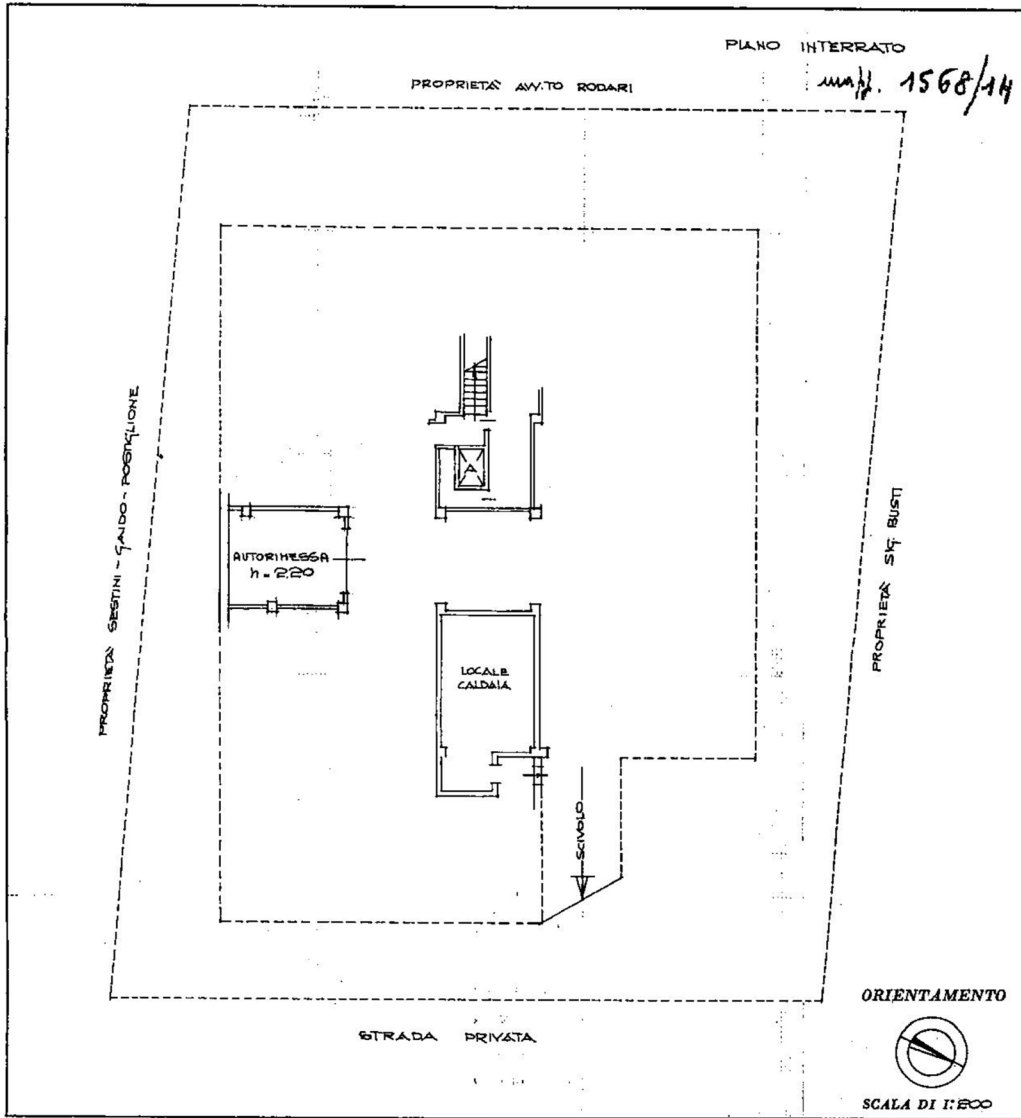 PIANO INTERRATO
mapp. 1568/14
PROPRIETÀ AVV.TO RODARI
PROPRIETÀ SESTINI - GAIDO - POSTIGLIONE
A
AUTORIMESSA
h = 2.20
PROPRIETÀ SIG. BUSTI
LOCALE
CALDAIA
SCIVOLO
STRADA PRIVATA
ORIENTAMENTO
SCALA DI 1:200